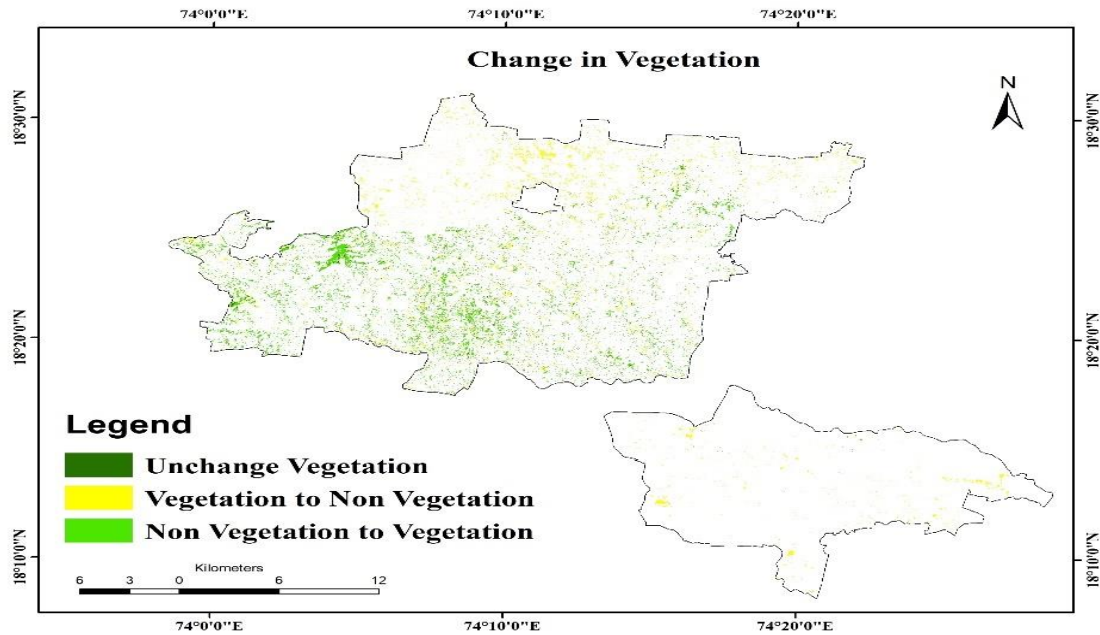 74°0'0"E 74°10'0"E 74°20'0"E
Change in Vegetation
N
18°30'0"N 18°30'0"N
18°20'0"N 18°20'0"N
Legend
Unchange Vegetation
Vegetation to Non Vegetation
Non Vegetation to Vegetation
18°10'0"N 18°10'0"N
Kilometers
6 3 0 6 12
74°0'0"E 74°10'0"E 74°20'0"E